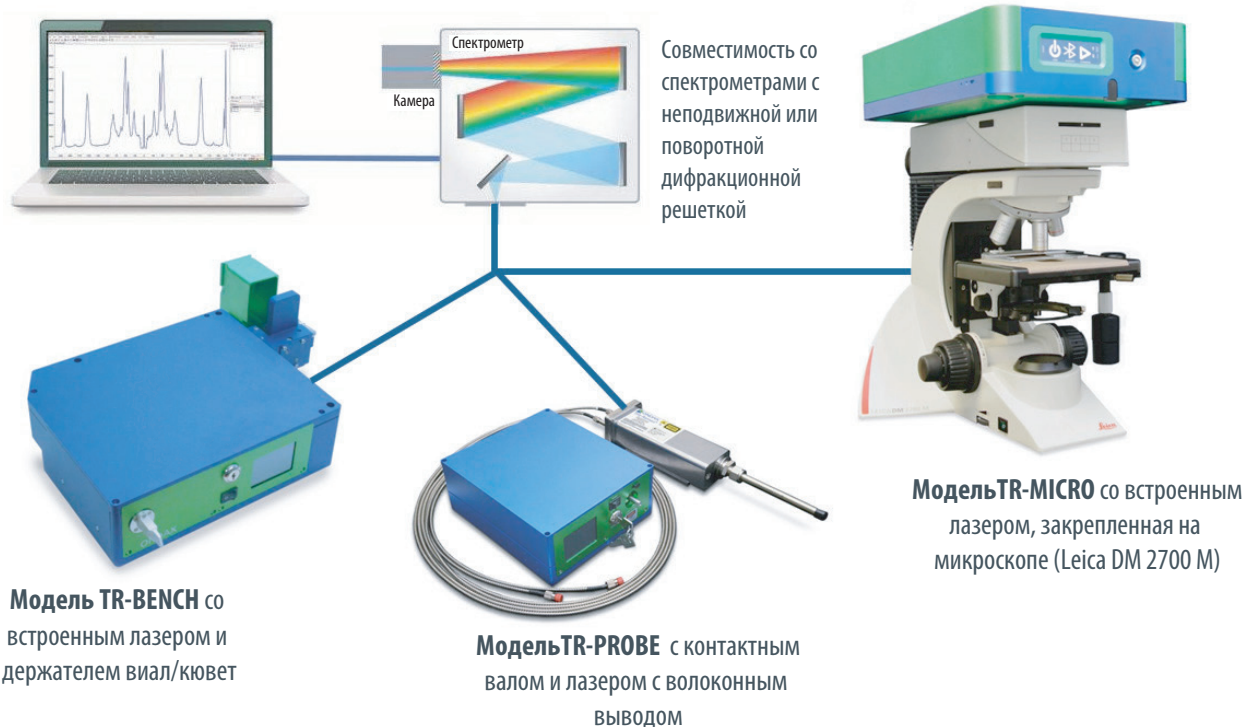 Спектрометр
Камера
Совместимость со
спектрометрами с
неподвижной или
поворотной
дифракционной
решеткой
МодельTR-MICRO со встроенным
лазером, закрепленная на
микроскопе (Leica DM 2700 M)
Модель TR-BENCH со
встроенным лазером и
держателем виал/кювет
МодельTR-PROBE с контактным
валом и лазером с волоконным
выводом
Leica